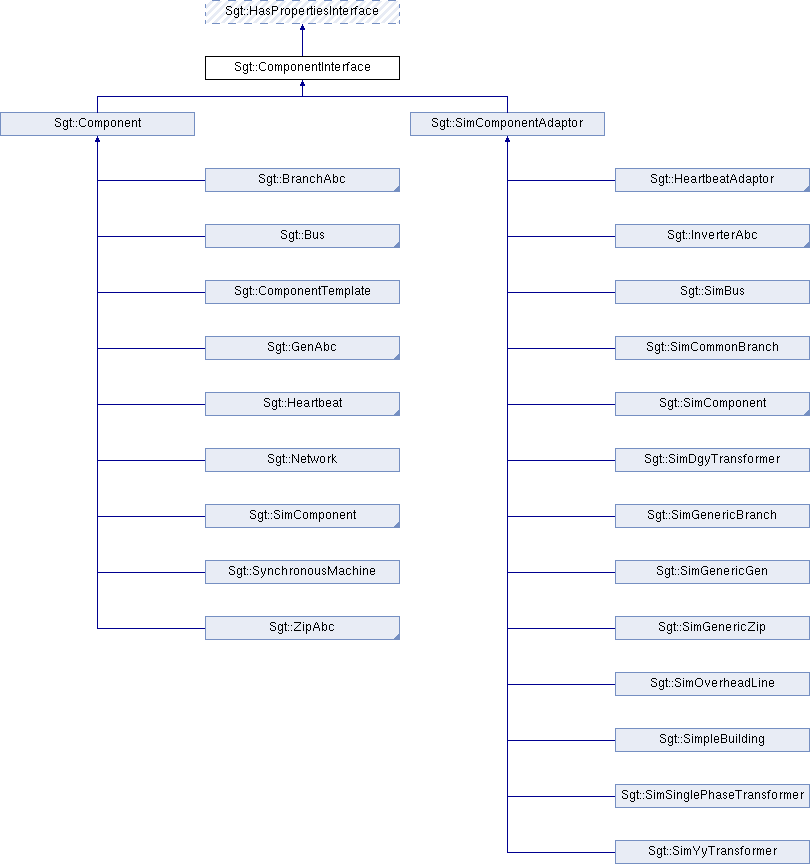 Sgt::HasPropertiesInterface
Sgt::ComponentInterface
Sgt::Component
Sgt::SimComponentAdaptor
Sgt::BranchAbc
Sgt::HeartbeatAdaptor
Sgt::Bus
Sgt::InverterAbc
Sgt::ComponentTemplate
Sgt::SimBus
Sgt::GenAbc
Sgt::SimCommonBranch
Sgt::Heartbeat
Sgt::SimComponent
Sgt::Network
Sgt::SimDgyTransformer
Sgt::SimComponent
Sgt::SimGenericBranch
Sgt::SynchronousMachine
Sgt::SimGenericGen
Sgt::ZipAbc
Sgt::SimGenericZip
Sgt::SimOverheadLine
Sgt::SimpleBuilding
Sgt::SimSinglePhaseTransformer
Sgt::SimYyTransformer